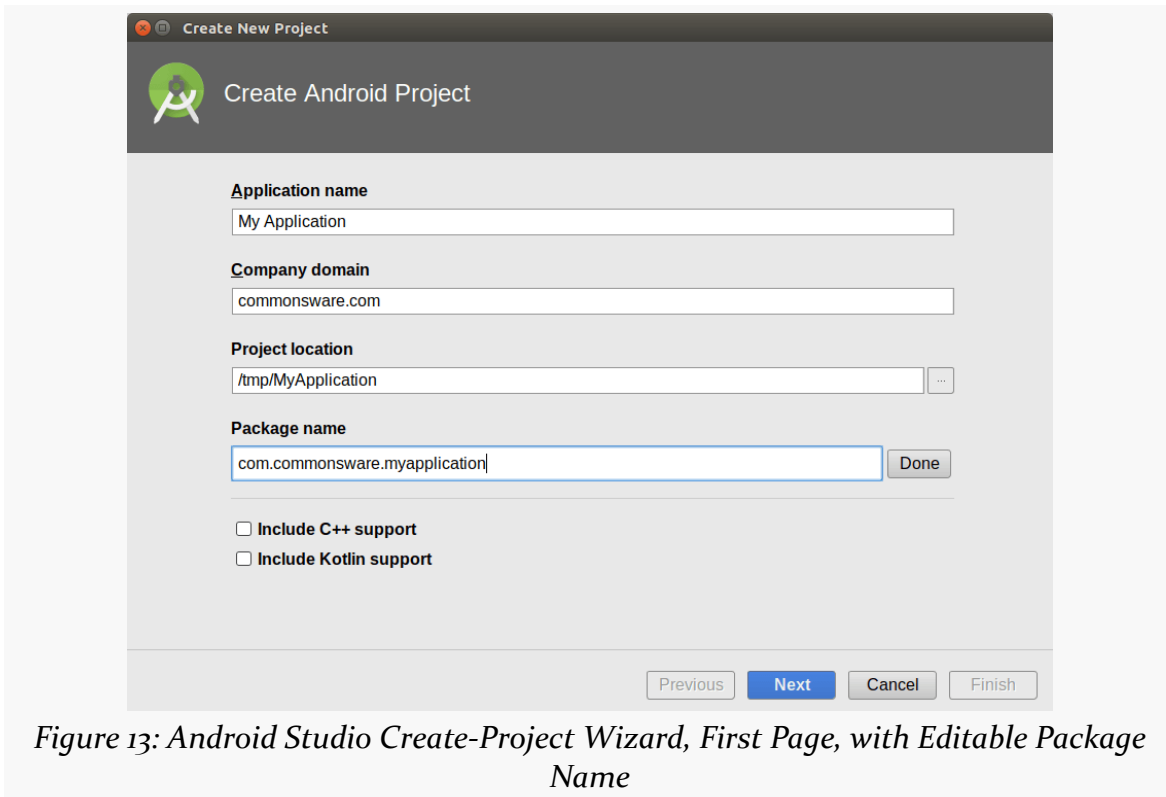 Create New Project
Create Android Project
Application name
My Application
Company domain
commonsware.com
Project location
/tmp/MyApplication
...
Package name
com.commonsware.myapplication
Done
Include C++ support
Include Kotlin support
Previous
Next
Cancel
Finish
Figure 13: Android Studio Create-Project Wizard, First Page, with Editable Package
Name